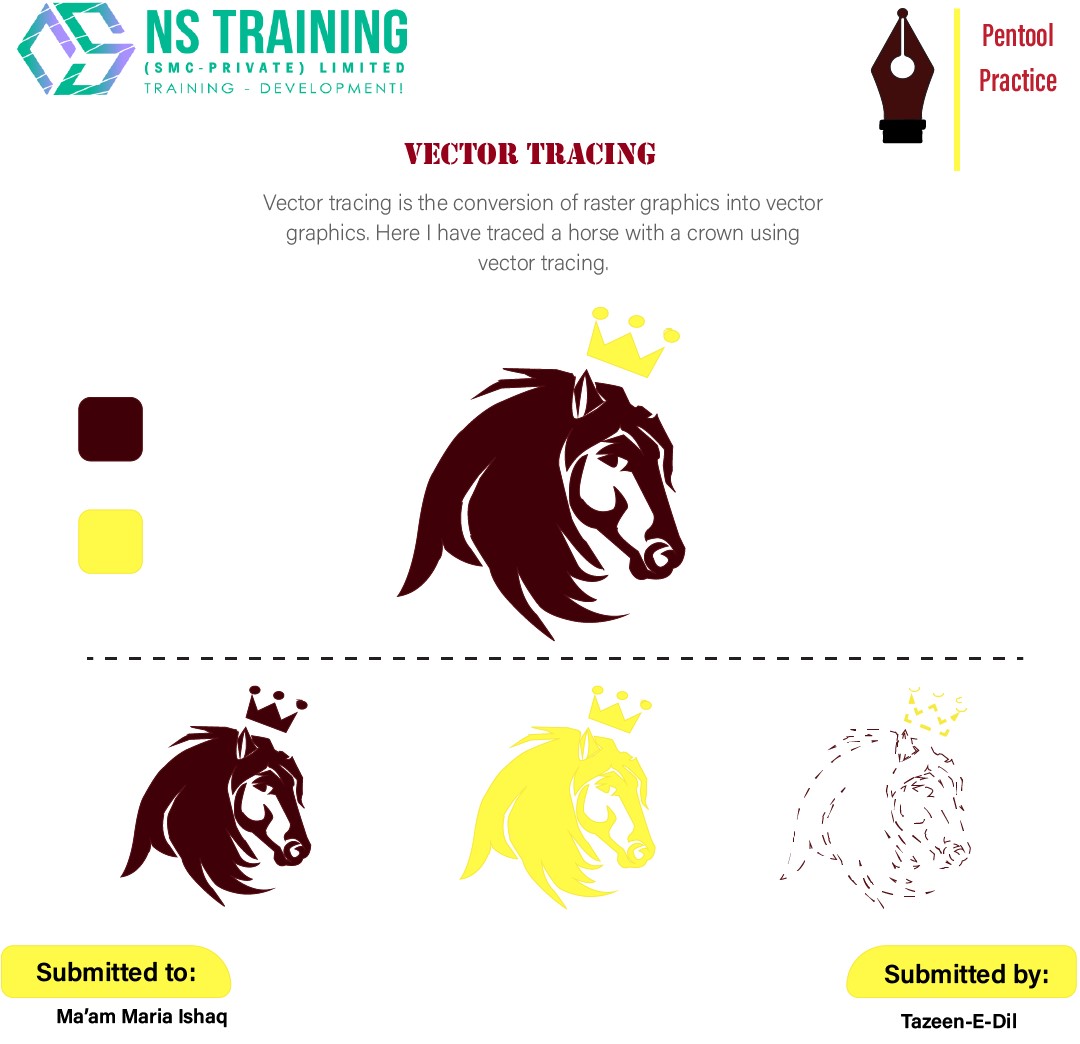 NS TRAINING
(SMC-PRIVATE) LIMITED
TRAINING - DEVELOPMENT!
Pentool
Practice
VECTOR TRACING
Vector tracing is the conversion of raster graphics into vector
graphics. Here I have traced a horse with a crown using
vector tracing.
Submitted to:
Ma'am Maria Ishaq
Submitted by:
Tazeen-E-Dil